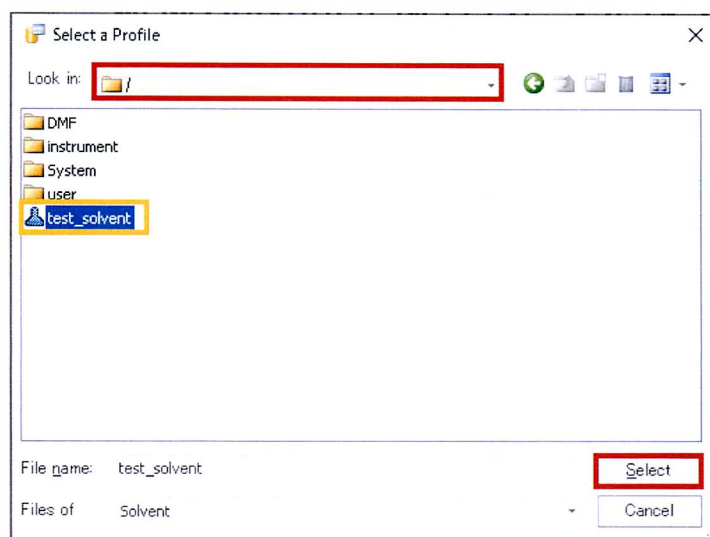 Select a Profile
Look in: /
DMF
instrument
System
user
test_solvent
File name: test_solvent
Select
Files of Solvent
Cancel